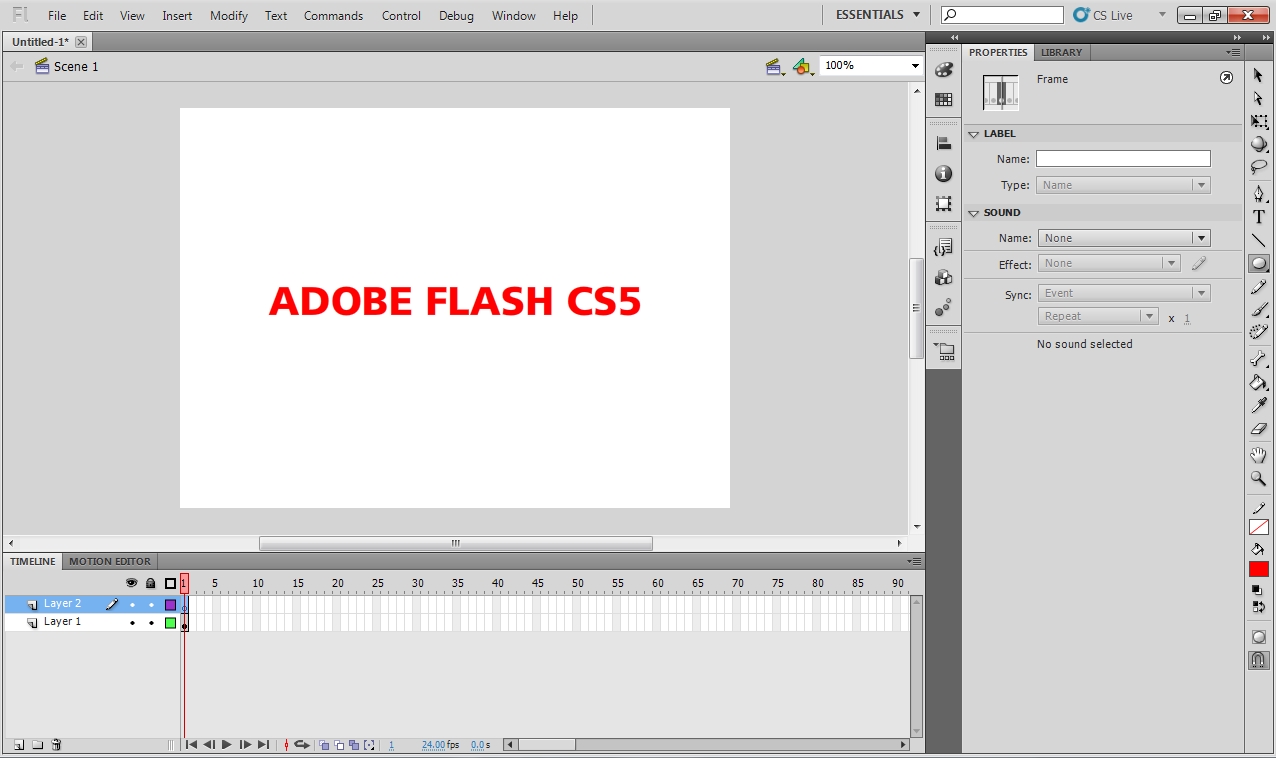 Fl File Edit View Insert Modify Text Commands Control Debug Window Help ESSENTIALS CS Live
Untitled-1*
Scene 1 100%
ADOBE FLASH CS5
PROPERTIES LIBRARY
Frame
LABEL
Name:
Type: Name
SOUND
Name: None
Effect: None
Sync: Event
Repeat x 1
No sound selected
T
TIMELINE MOTION EDITOR
1 5 10 15 20 25 30 35 40 45 50 55 60 65 70 75 80 85 90
Layer 2
Layer 1
1 24.00 fps 0.0 s